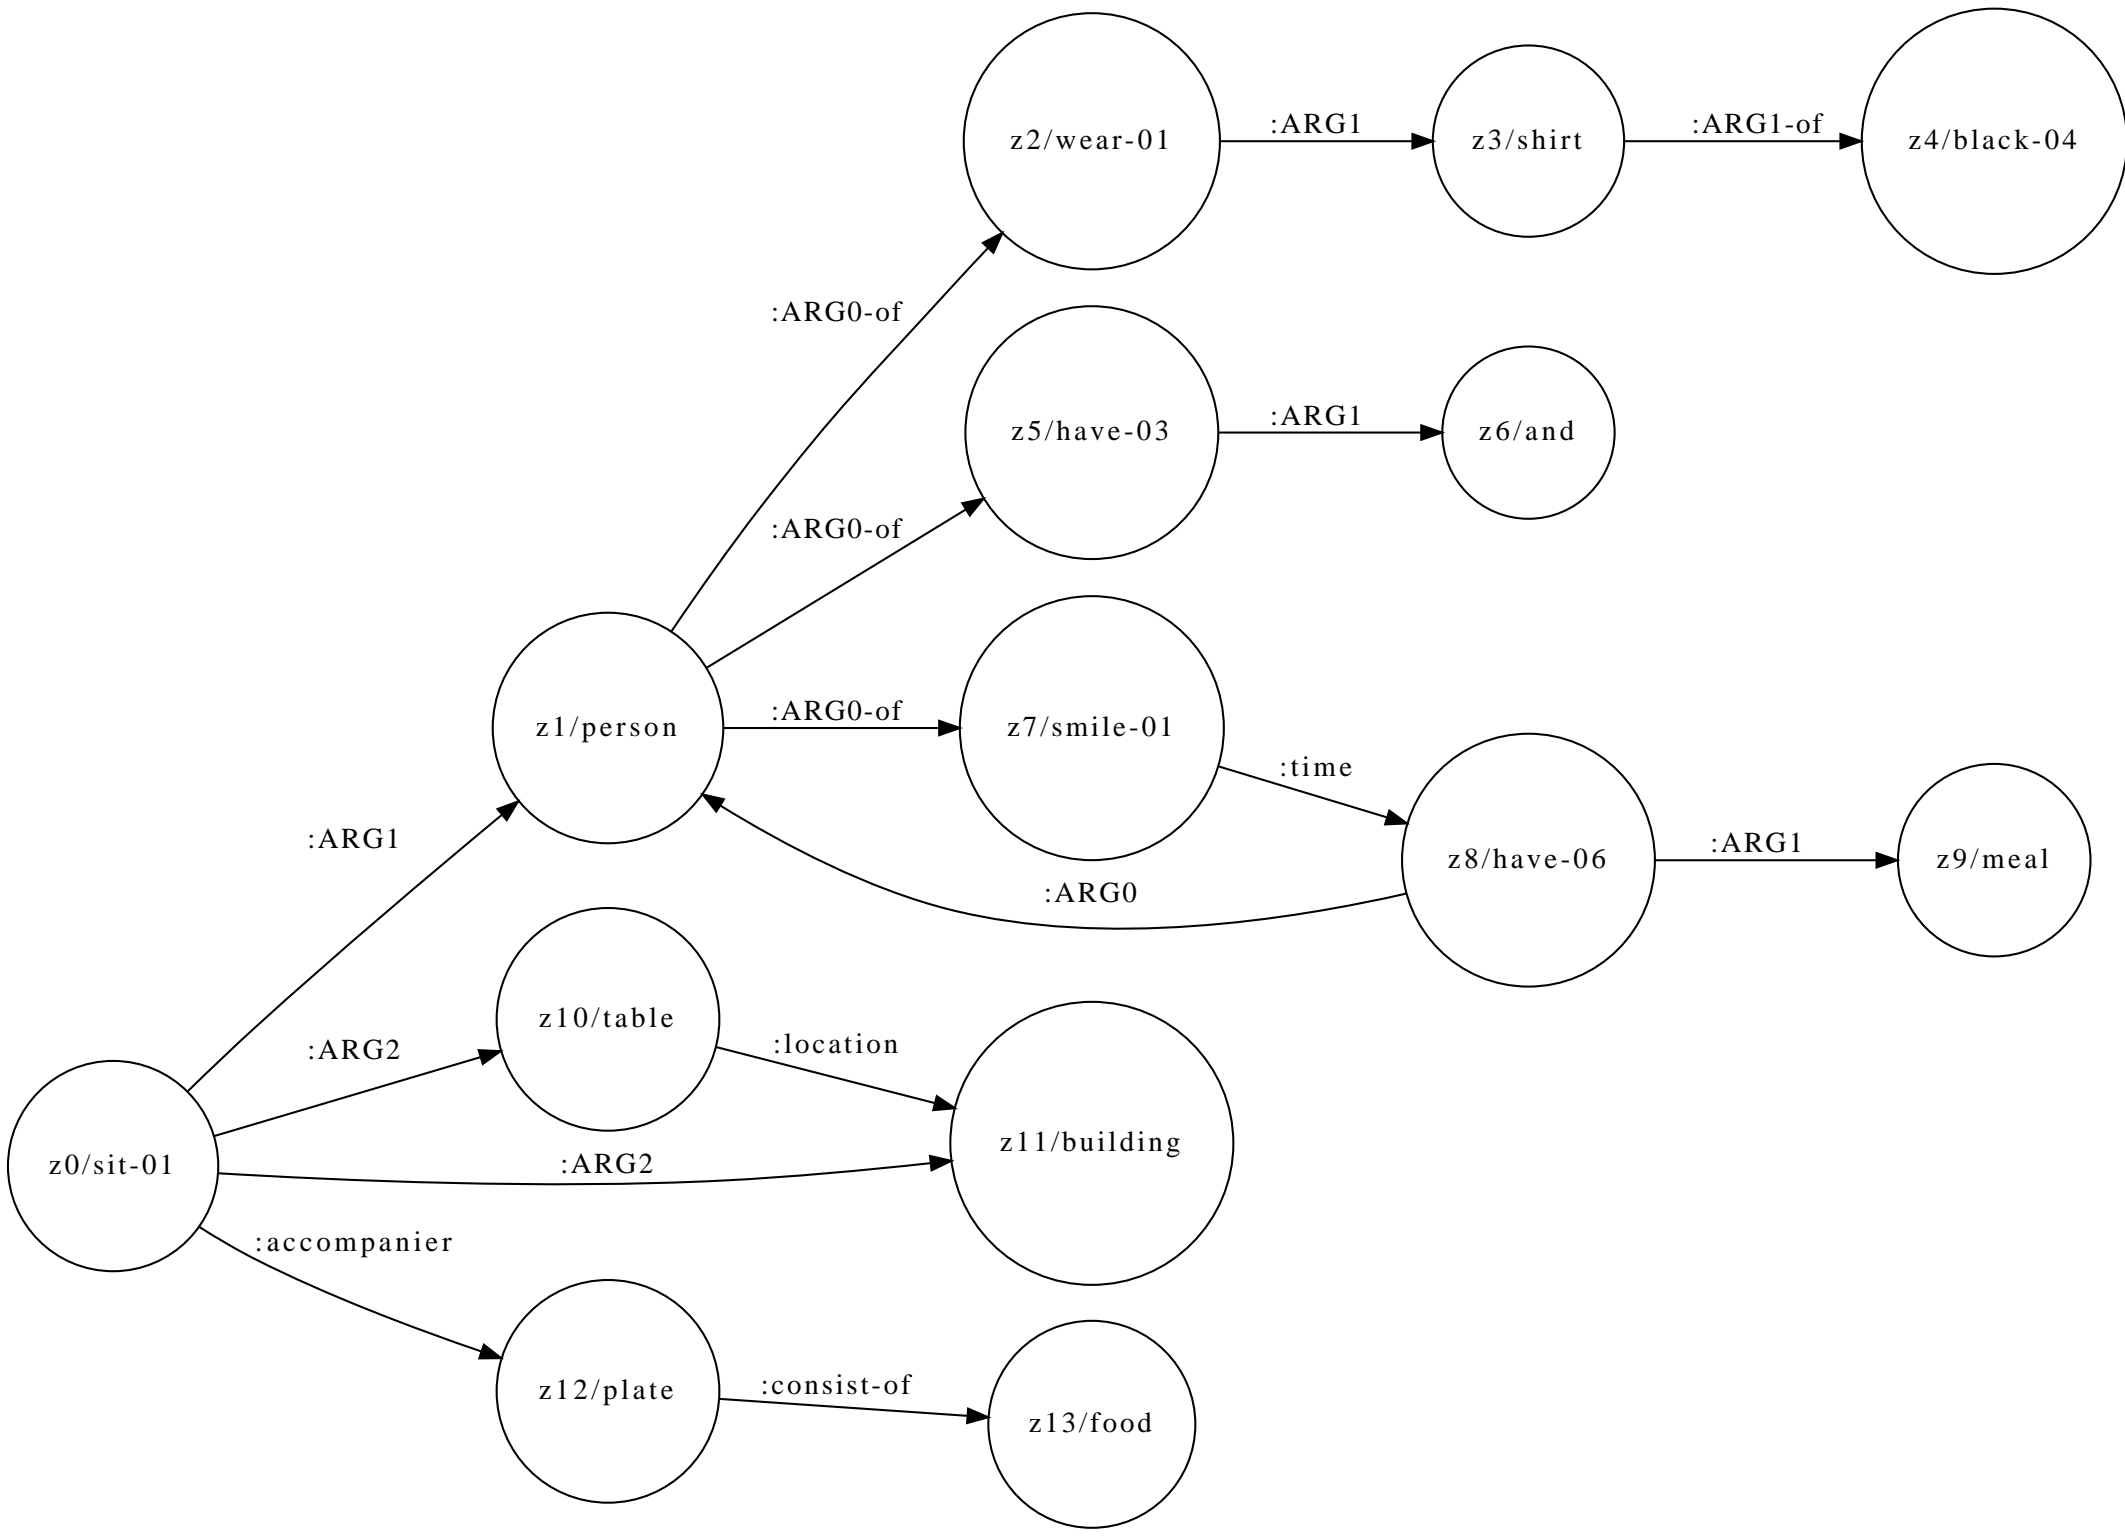 z2/wear-01
:ARG1
z3/shirt
:ARG1-of
z4/black-04
:ARG0-of
z5/have-03
:ARG1
z6/and
:ARG0-of
z1/person
:ARG0-of
z7/smile-01
:time
z8/have-06
:ARG1
z9/meal
:ARG1
:ARG0
z10/table
:location
:ARG2
z11/building
z0/sit-01
:ARG2
:accompanier
z12/plate
:consist-of
z13/food